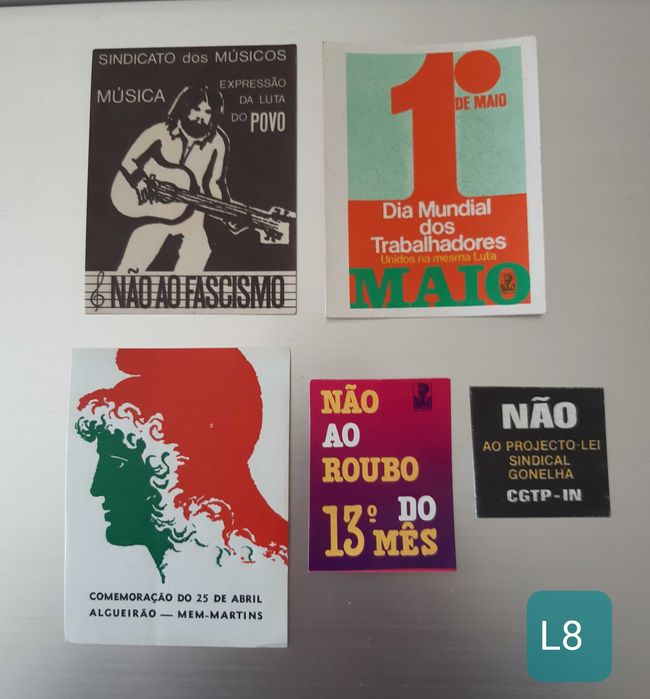 SINDICATO dos MÚSICOS
MÚSICA
EXPRESSÃO
DA LUTA
DO POVO
NÃO AO FASCISMO
1º
DE MAIO
Dia Mundial
dos
Trabalhadores
Unidos na mesma Luta
MAIO
COMEMORAÇÃO DO 25 DE ABRIL
ALGUEIRÃO — MEM-MARTINS
NÃO
AO
ROUBO
DO
13º MÊS
NÃO
AO PROJECTO-LEI
SINDICAL
GONELHA
CGTP-IN
L8